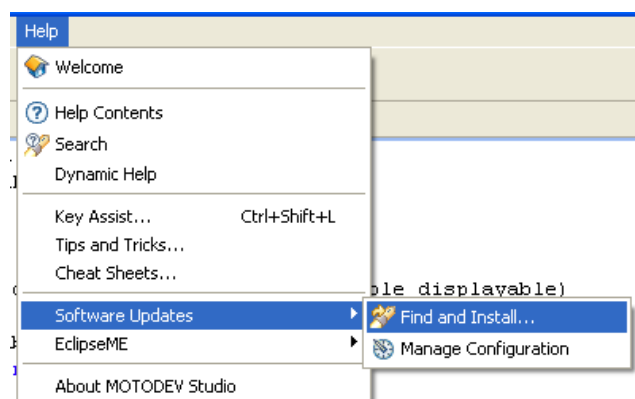 Help
Welcome
Help Contents
Search
Dynamic Help
Key Assist... Ctrl+Shift+L
Tips and Tricks...
Cheat Sheets...
ble displayable)
Software Updates
Find and Install...
EclipseME
Manage Configuration
About MOTODEV Studio